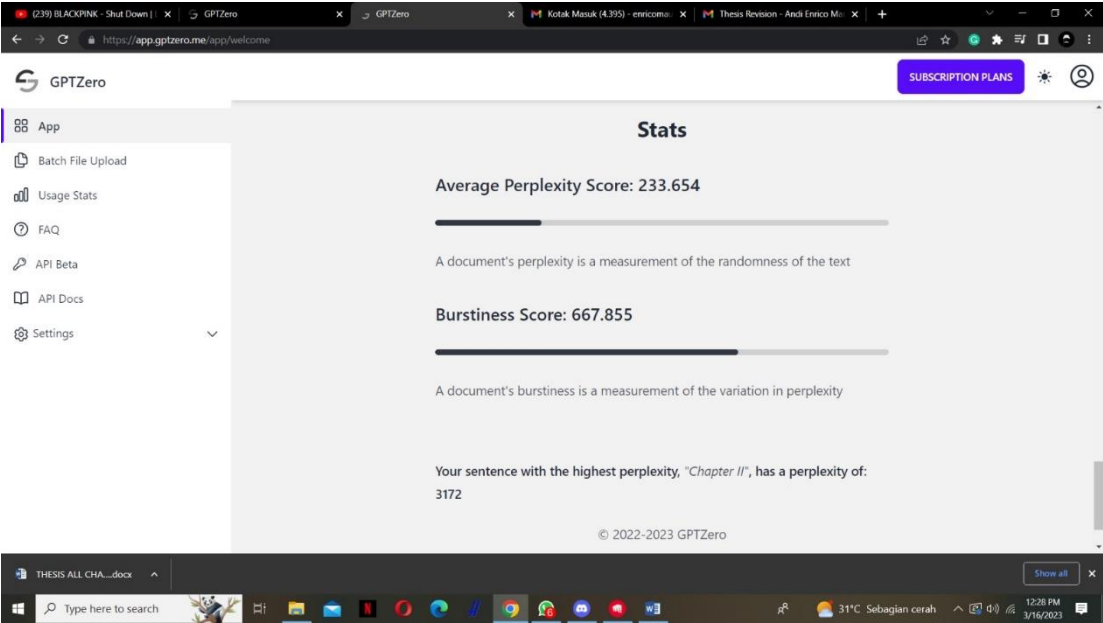 (239) BLACKPINK - Shut Down | L
GPTZero
GPTZero
Kotak Masuk (4.395) - enricomau
Thesis Revision - Andi Enrico Ma
https://app.gptzero.me/app/welcome
GPTZero
SUBSCRIPTION PLANS
App
Batch File Upload
Usage Stats
FAQ
API Beta
API Docs
Settings
Stats
Average Perplexity Score: 233.654
A document's perplexity is a measurement of the randomness of the text
Burstiness Score: 667.855
A document's burstiness is a measurement of the variation in perplexity
Your sentence with the highest perplexity, "Chapter II", has a perplexity of:
3172
© 2022-2023 GPTZero
THESIS ALL CHA....docx
Show all
Type here to search
31°C Sebagian cerah
12:28 PM
3/16/2023